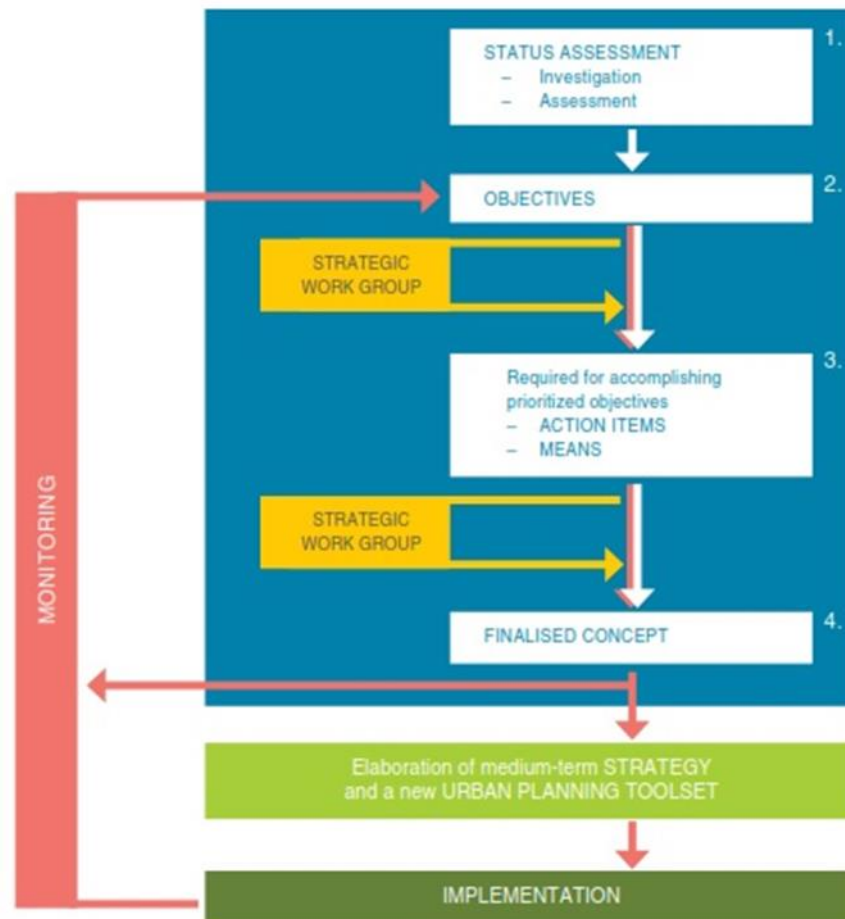 1.
STATUS ASSESSMENT
– Investigation
– Assessment
2.
OBJECTIVES
STRATEGIC
WORK GROUP
3.
Required for accomplishing
prioritized objectives
– ACTION ITEMS
– MEANS
STRATEGIC
WORK GROUP
MONITORING
4.
FINALISED CONCEPT
Elaboration of medium-term STRATEGY
and a new URBAN PLANNING TOOLSET
IMPLEMENTATION